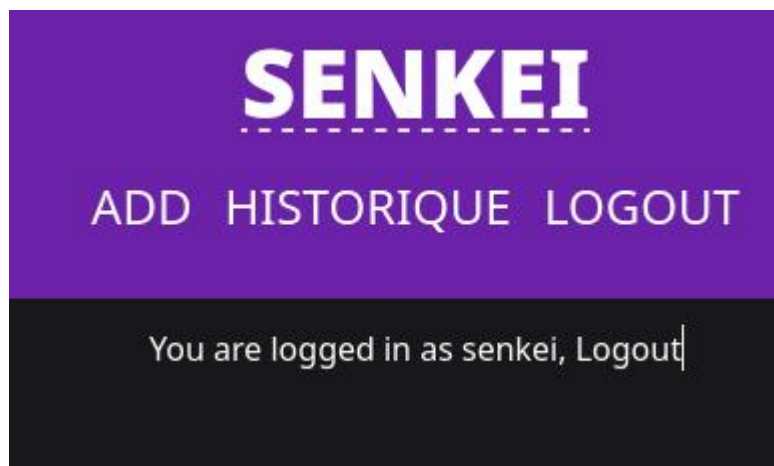 SENKEI
ADD HISTORIQUE LOGOUT
You are logged in as senkei, Logout